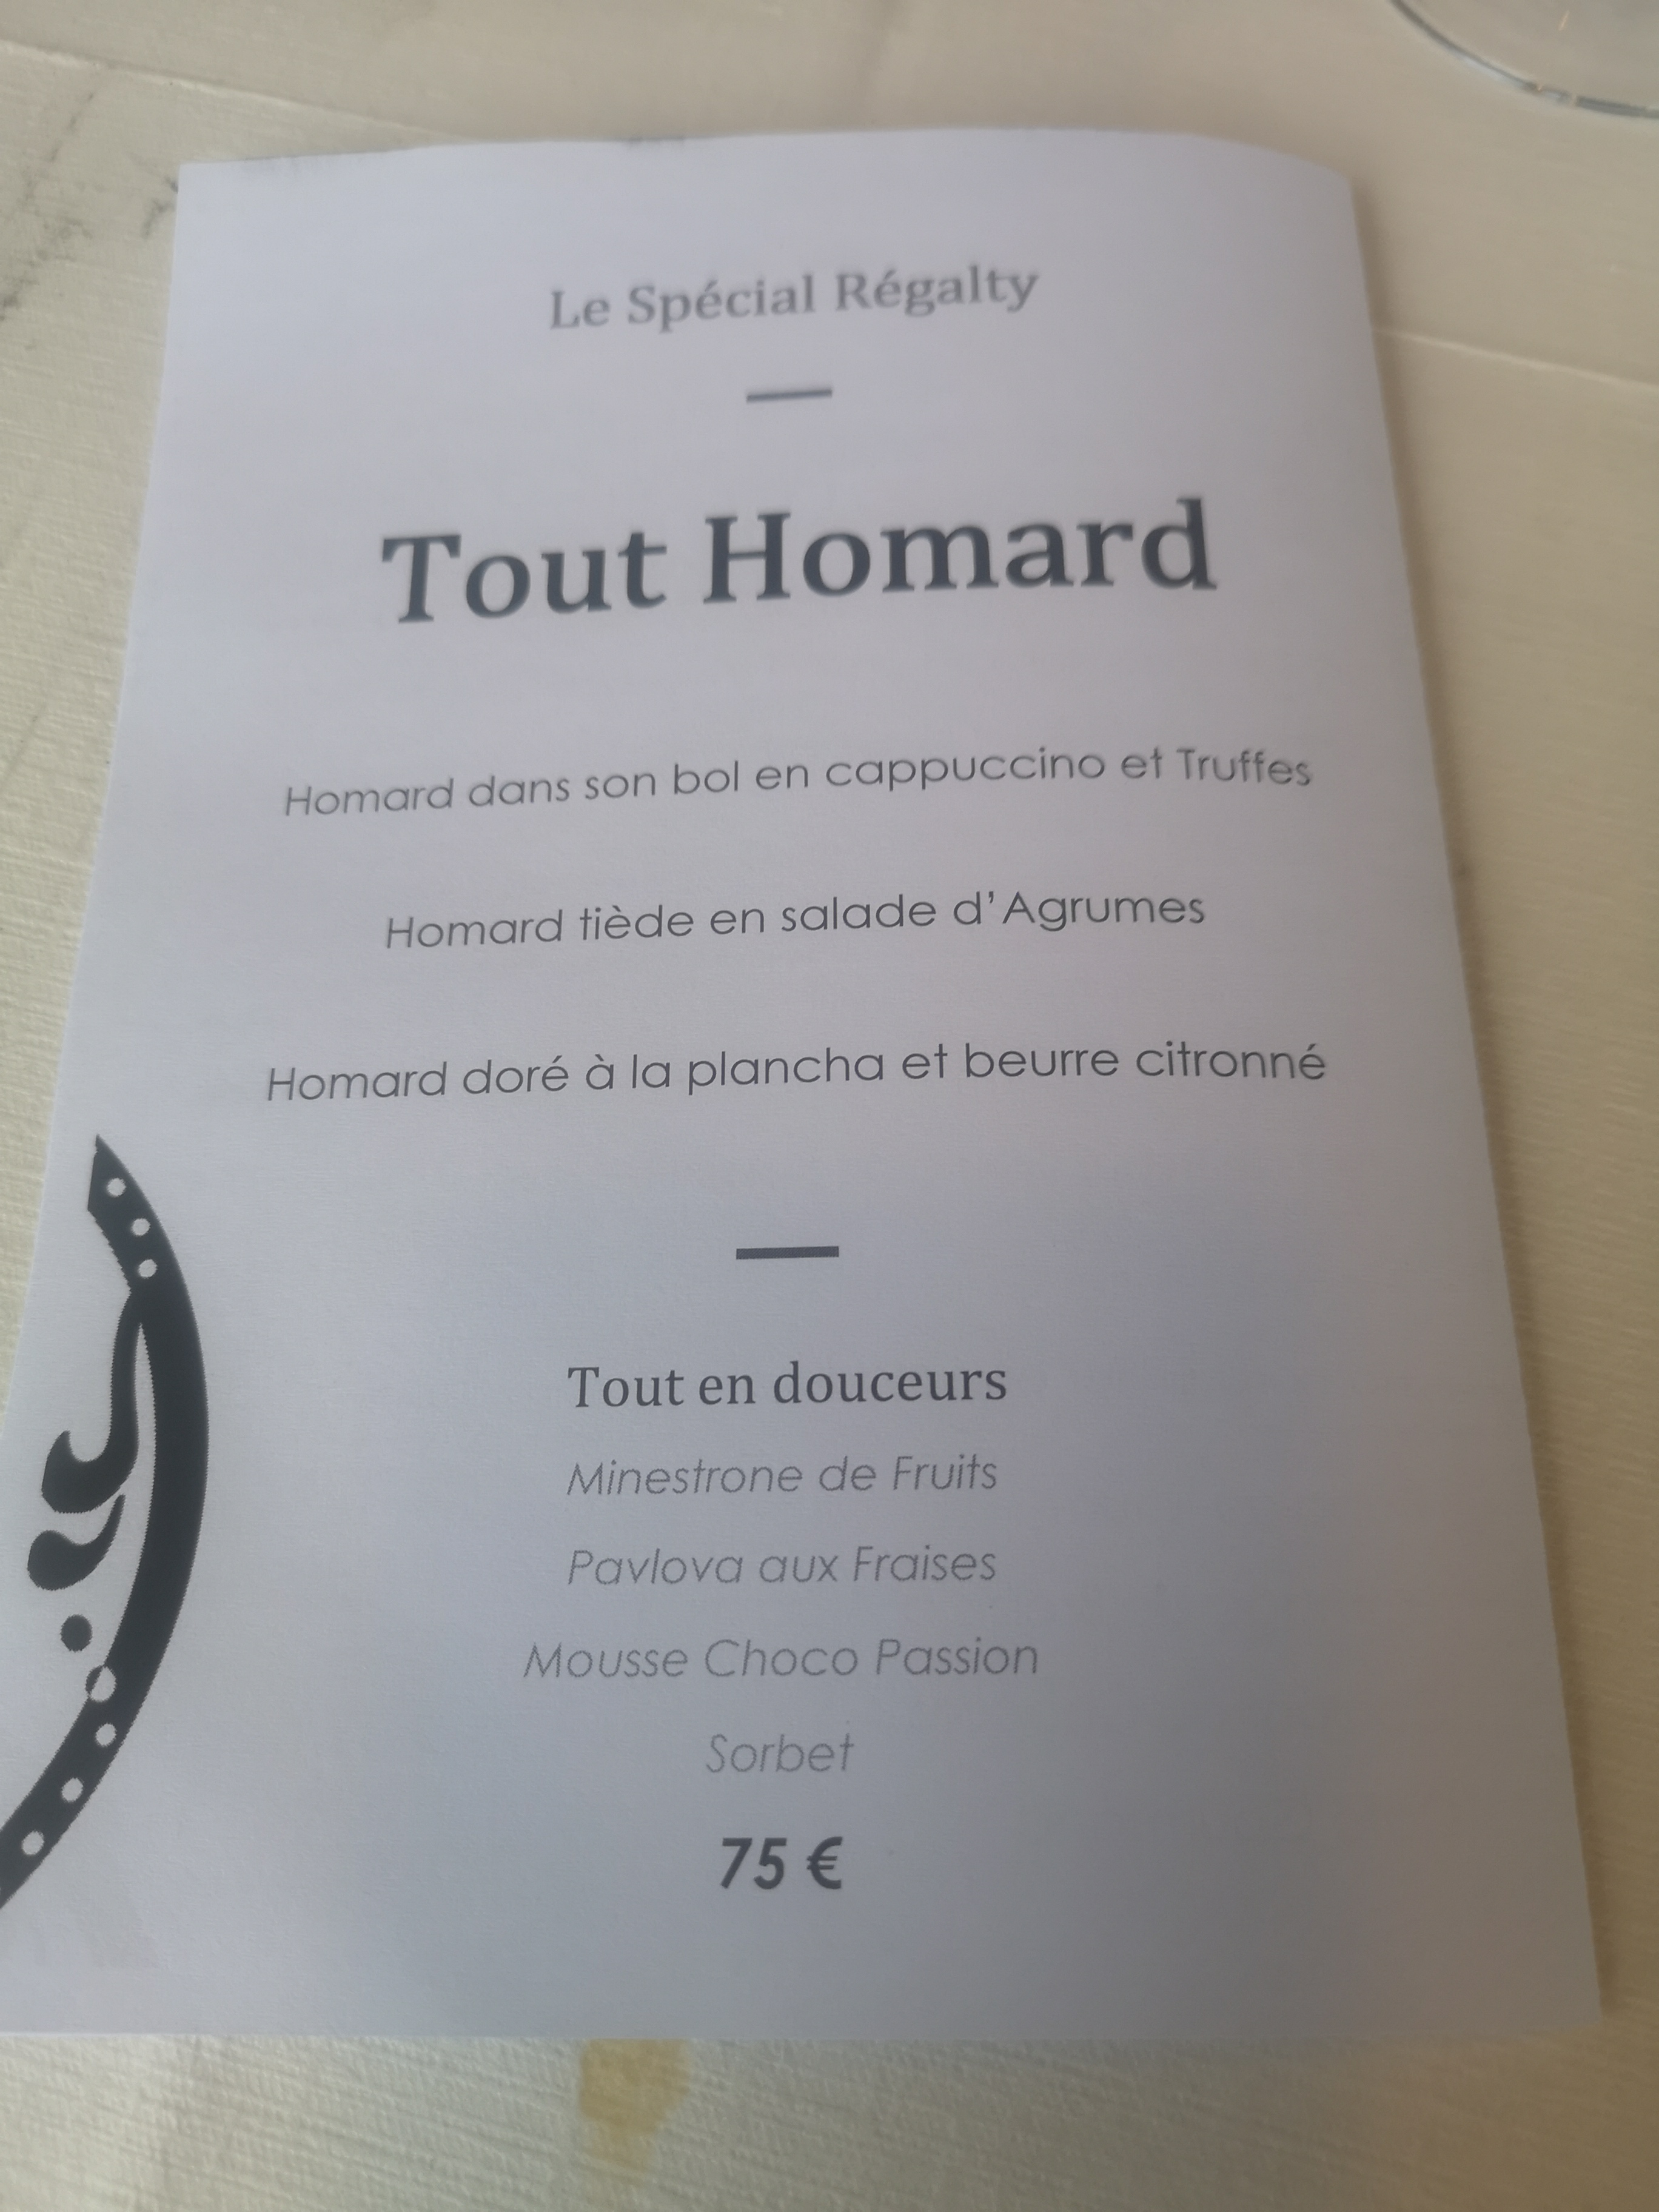 Le Spécial Régalty
Tout Homard
Homard dans son bol en cappuccino et Truffes
Homard tiède en salade d'Agrumes
Homard doré à la plancha et beurre citronné
Tout en douceurs
Minestrone de Fruits
Pavlova aux Fraises
Mousse Choco Passion
Sorbet
75 €